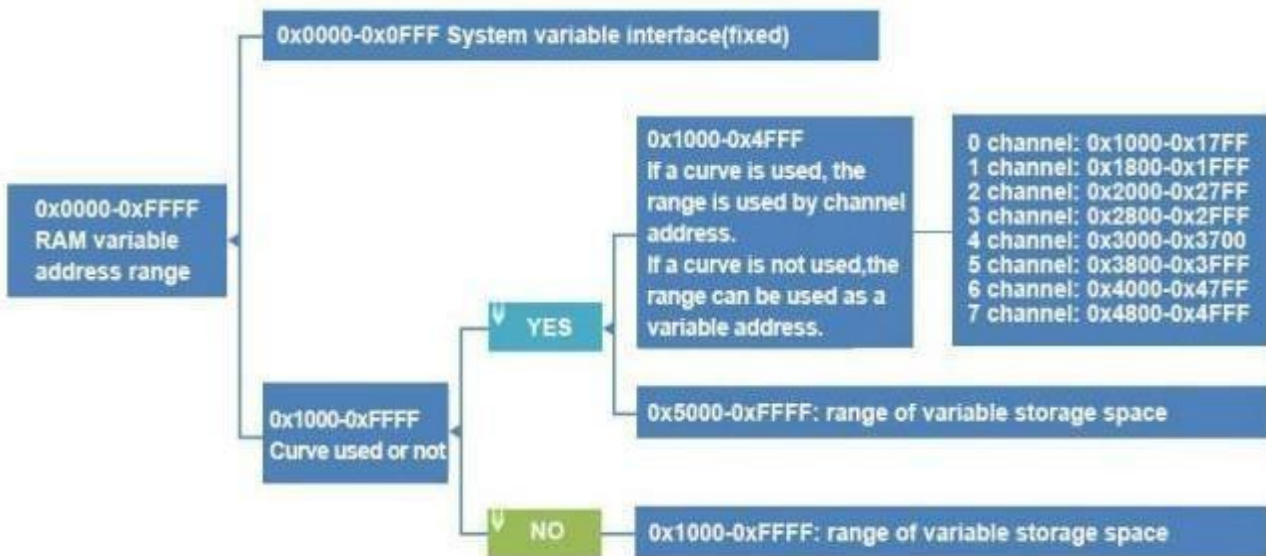 0x0000-0x0FFF System variable interface(fixed)
0x0000-0xFFFF
RAM variable
address range
0x1000-0x4FFF
If a curve is used, the
range is used by channel
address.
If a curve is not used,the
range can be used as a
variable address.
0 channel: 0x1000-0x17FF
1 channel: 0x1800-0x1FFF
2 channel: 0x2000-0x27FF
3 channel: 0x2800-0x2FFF
4 channel: 0x3000-0x3700
5 channel: 0x3800-0x3FFF
6 channel: 0x4000-0x47FF
7 channel: 0x4800-0x4FFF
YES
0x1000-0xFFFF
Curve used or not
0x5000-0xFFFF: range of variable storage space
NO
0x1000-0xFFFF: range of variable storage space